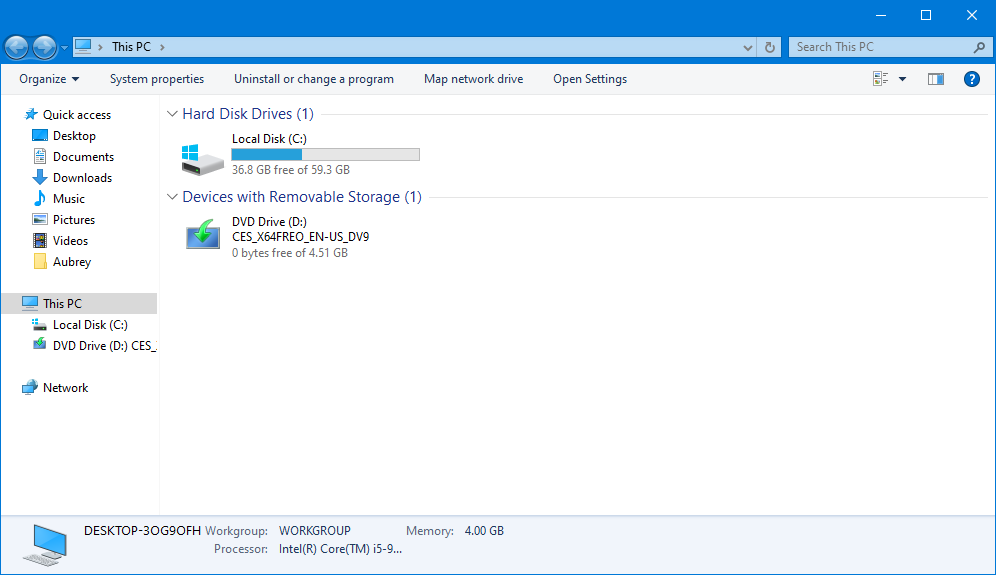 This PC
Search This PC
Organize
System properties
Uninstall or change a program
Map network drive
Open Settings
?
Quick access
Desktop
Documents
Downloads
Music
Pictures
Videos
Aubrey
This PC
Local Disk (C:)
DVD Drive (D:) CES_
Network
Hard Disk Drives (1)
Local Disk (C:)
36.8 GB free of 59.3 GB
Devices with Removable Storage (1)
DVD Drive (D:)
CES_X64FREO_EN-US_DV9
0 bytes free of 4.51 GB
DESKTOP-3OG9OFH Workgroup: WORKGROUP Memory: 4.00 GB
Processor: Intel(R) Core(TM) i5-9...